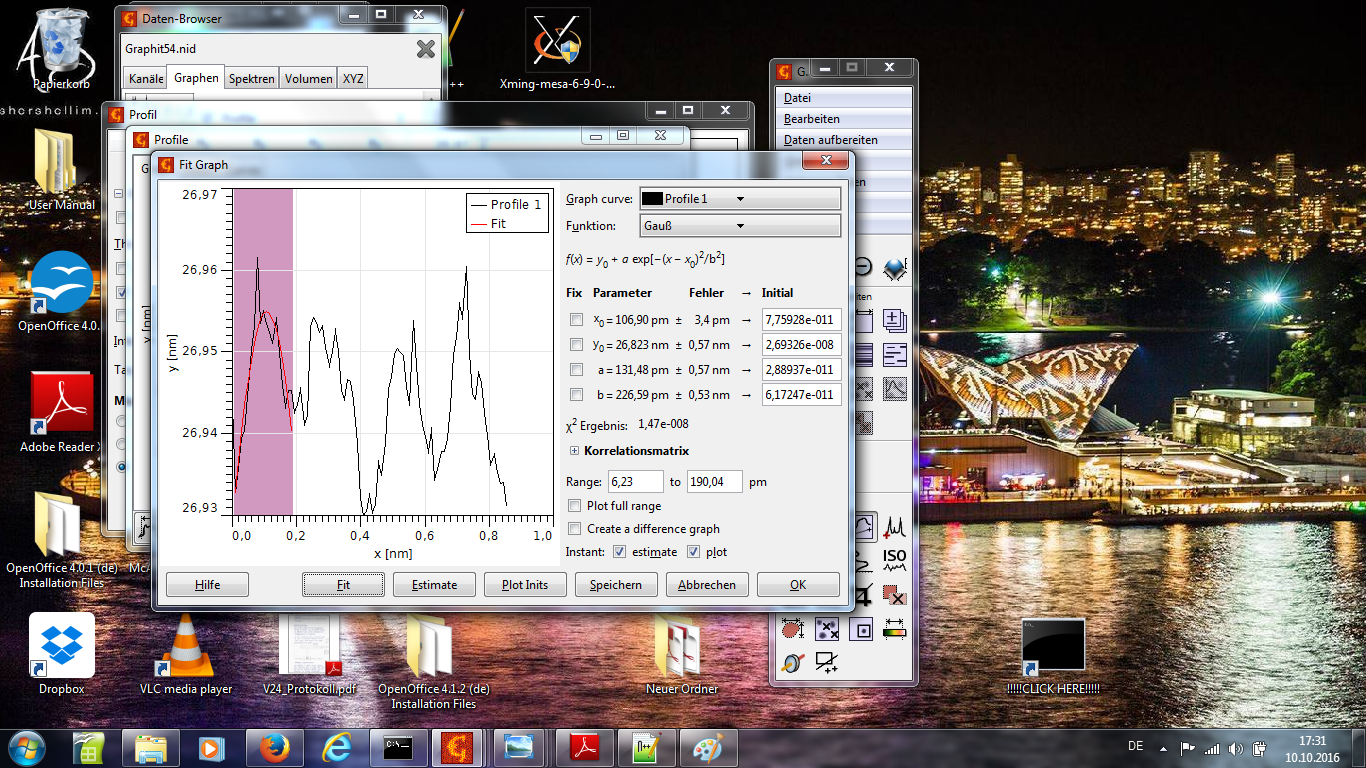 Papierkorb
shershellim.
User Manual
OpenOffice 4.0.
Adobe Reader X
OpenOffice 4.0.1 (de)
Installation Files
Dropbox
VLC media player
V24_Protokoll.pdf
OpenOffice 4.1.2 (de)
Installation Files
Neuer Ordner
!!!!!CLICK HERE!!!!!
Xming-mesa-6-9-0-...
++
Daten-Browser
Graphit54.nid
Kanäle
Graphen
Spektren
Volumen
XYZ
Profil
Profile
G.
Datei
Bearbeiten
Daten aufbereiten
ISO
Fit Graph
26,97
26,96
26,95
26,94
26,93
y [nm]
0,0 0,2 0,4 0,6 0,8 1,0
x [nm]
Profile 1
Fit
Graph curve: Profile 1
Funktion: Gauß
f(x) = y₀ + a exp[−(x − x₀)²/b²]
Fix Parameter Fehler → Initial
x₀ = 106,90 pm ± 3,4 pm → 7,75928e-011
y₀ = 26,823 nm ± 0,57 nm → 2,69326e-008
a = 131,48 pm ± 0,57 nm → 2,88937e-011
b = 226,59 pm ± 0,53 nm → 6,17247e-011
χ² Ergebnis: 1,47e-008
Korrelationsmatrix
Range: 6,23 to 190,04 pm
Plot full range
Create a difference graph
Instant: estimate plot
Hilfe Fit Estimate Plot Inits Speichern Abbrechen OK
DE
17:31
10.10.2016